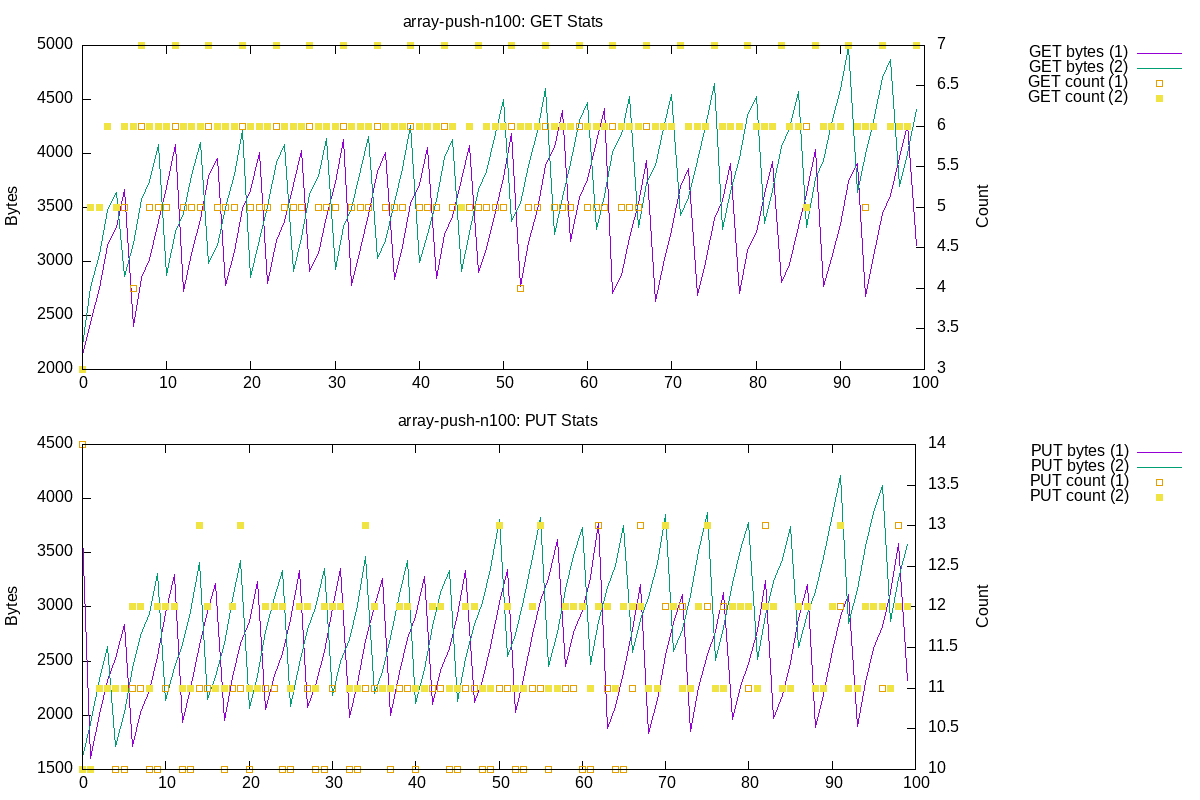 array-push-n100: GET Stats
5000
4500
4000
3500
3000
2500
2000
Bytes
0 10 20 30 40 50 60 70 80 90 100
7
6.5
6
5.5
5
4.5
4
3.5
3
Count
GET bytes (1)
GET bytes (2)
GET count (1)
GET count (2)
array-push-n100: PUT Stats
4500
4000
3500
3000
2500
2000
1500
Bytes
0 10 20 30 40 50 60 70 80 90 100
14
13.5
13
12.5
12
11.5
11
10.5
10
Count
PUT bytes (1)
PUT bytes (2)
PUT count (1)
PUT count (2)